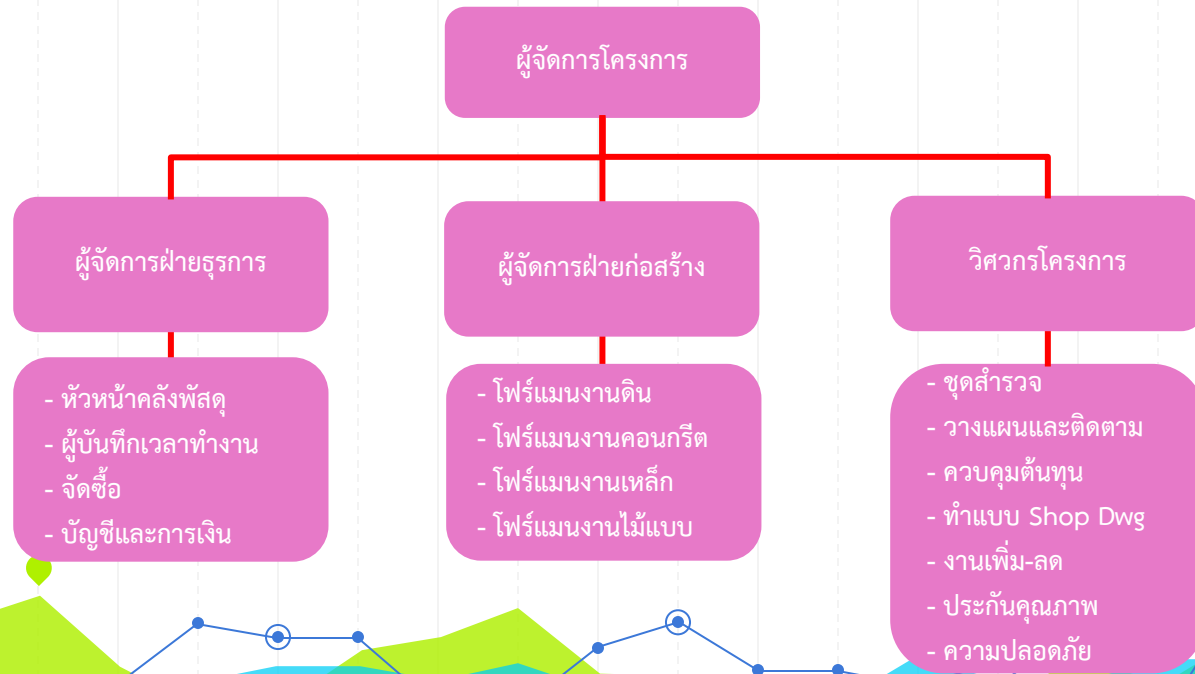 ผู้จัดการโครงการ
ผู้จัดการฝ่ายธุรการ
ผู้จัดการฝ่ายก่อสร้าง
วิศวกรโครงการ
- หัวหน้าคลังพัสดุ
- ผู้บันทึกเวลาทำงาน
- จัดซื้อ
- บัญชีและการเงิน
- โฟร์แมนงานดิน
- โฟร์แมนงานคอนกรีต
- โฟร์แมนงานเหล็ก
- โฟร์แมนงานไม้แบบ
- ชุดสำรวจ
- วางแผนและติดตาม
- ควบคุมต้นทุน
- ทำแบบ Shop Dwg
- งานเพิ่ม-ลด
- ประกันคุณภาพ
- ความปลอดภัย